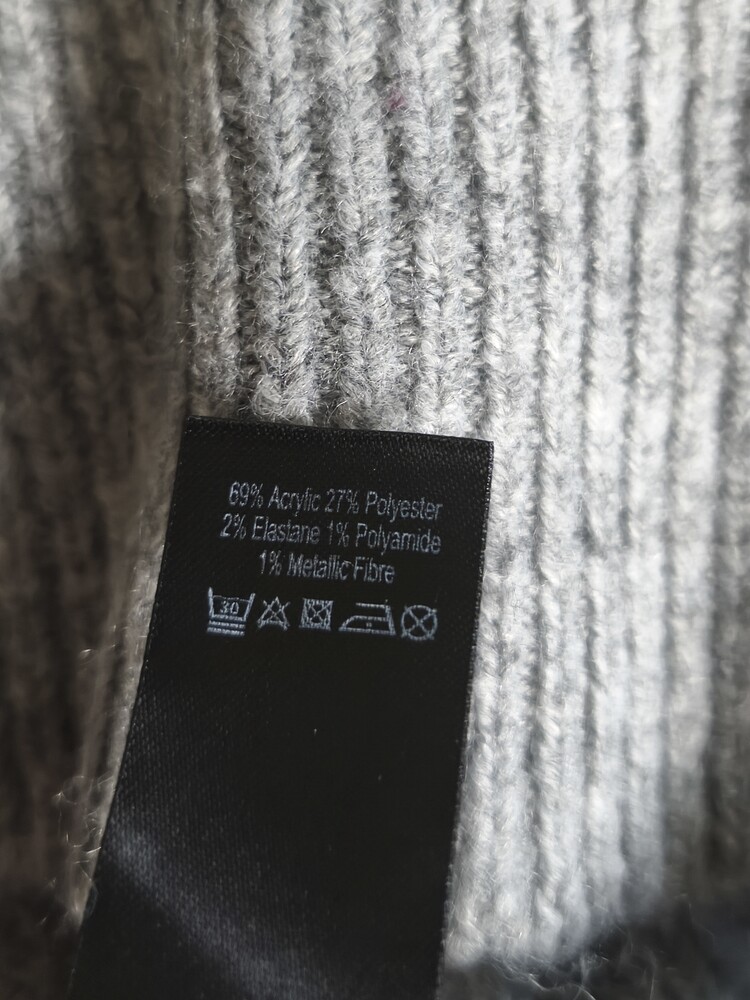 69% Acrylic 27% Polyester
2% Elastane 1% Polyamide
1% Metallic Fibre
30